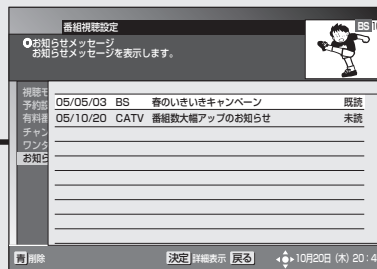 番組視聴設定
BS
お知らせメッセージ
お知らせメッセージを表示します。
視聴モ
予約設
有料番
チャン
ワンタ
お知ら
05/05/03 BS 春のいきいきキャンペーン 既読
05/10/20 CATV 番組数大幅アップのお知らせ 未読
青 削除 決定 詳細表示 戻る 10月20日 (木) 20:4